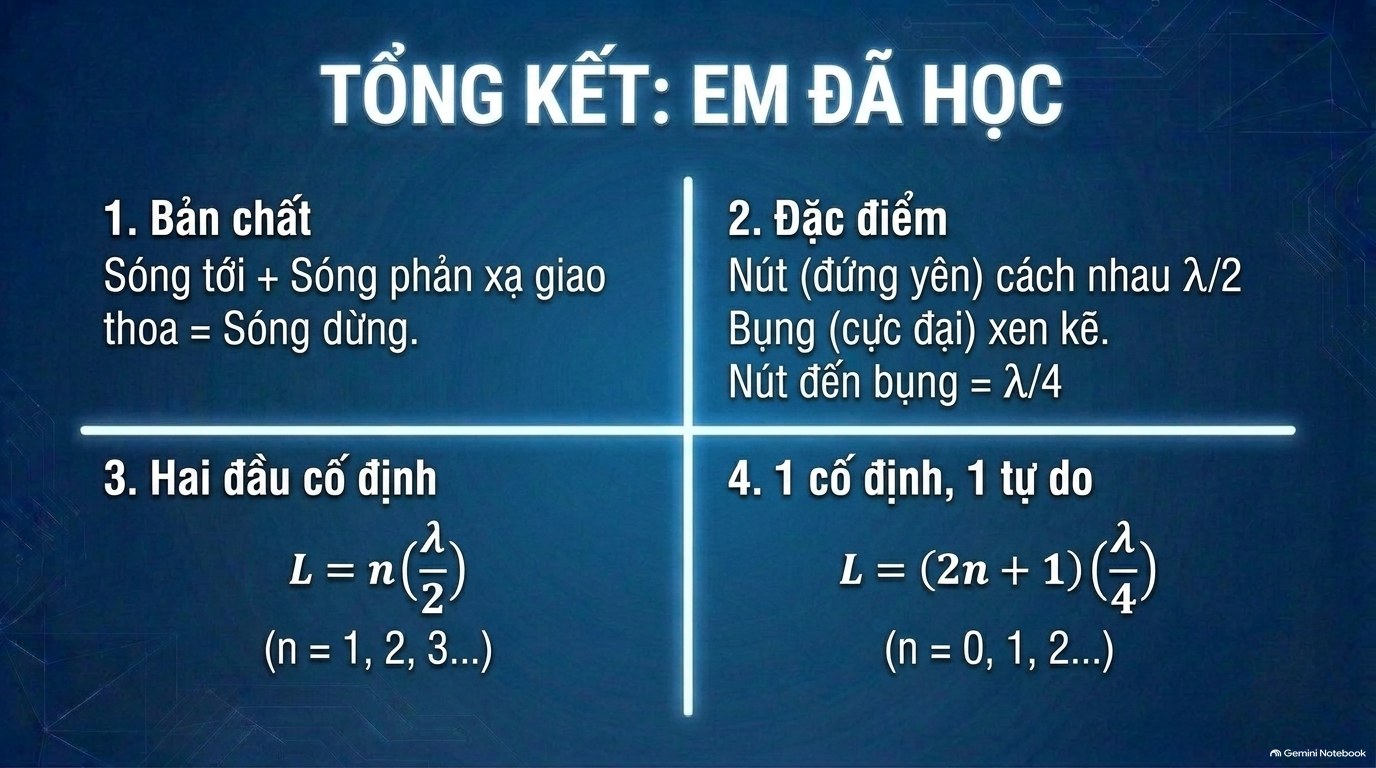 TỔNG KẾT: EM ĐÃ HỌC
1. Bản chất
Sóng tới + Sóng phản xạ giao
thoa = Sóng dừng.
2. Đặc điểm
Nút (đứng yên) cách nhau λ/2
Bụng (cực đại) xen kẽ.
Nút đến bụng = λ/4
3. Hai đầu cố định
L = n(λ/2)
(n = 1, 2, 3...)
4. 1 cố định, 1 tự do
L = (2n + 1)(λ/4)
(n = 0, 1, 2...)
Gemini Notebook